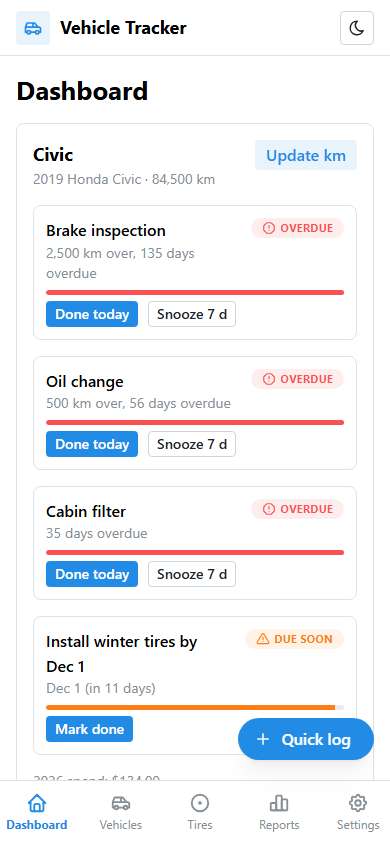 Vehicle Tracker
Dashboard
Civic
Update km
2019 Honda Civic · 84,500 km
Brake inspection
OVERDUE
2,500 km over, 135 days
overdue
Done today
Snooze 7 d
Oil change
OVERDUE
500 km over, 56 days overdue
Done today
Snooze 7 d
Cabin filter
OVERDUE
35 days overdue
Done today
Snooze 7 d
Install winter tires by
Dec 1
DUE SOON
Dec 1 (in 11 days)
Mark done
Quick log
Dashboard
Vehicles
Tires
Reports
Settings